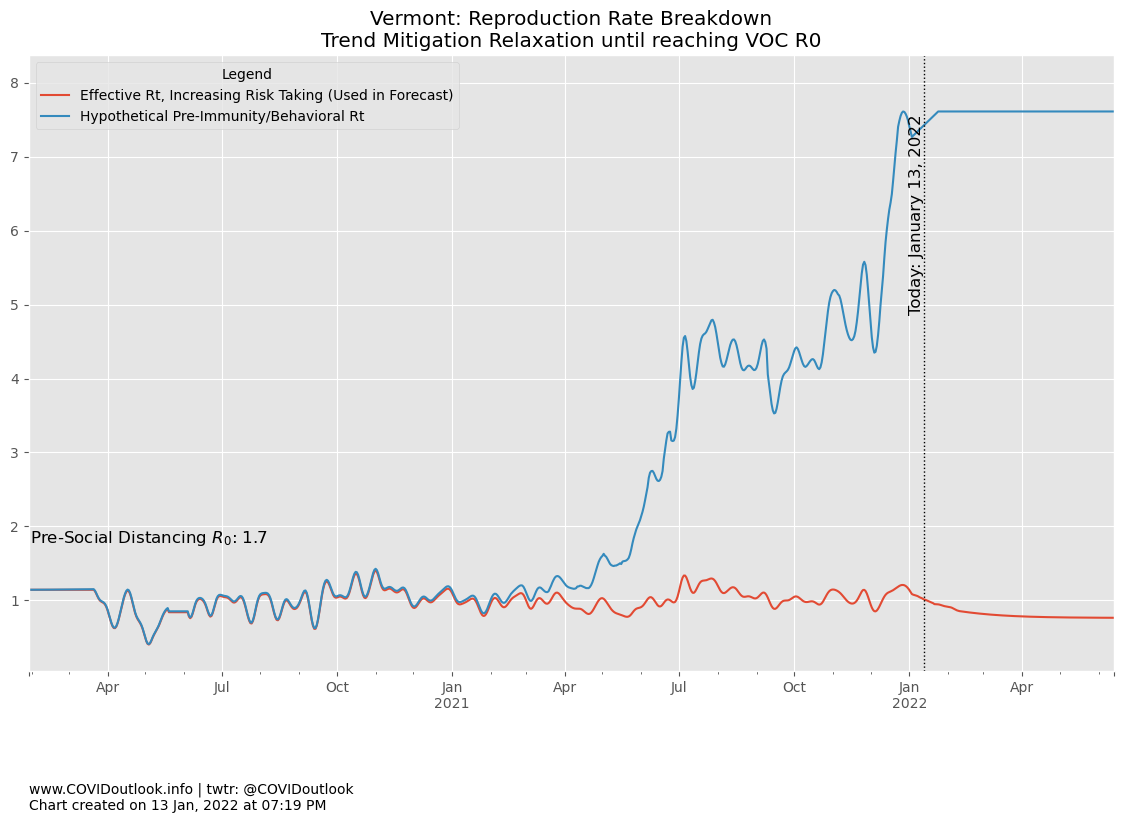 Vermont: Reproduction Rate Breakdown
Trend Mitigation Relaxation until reaching VOC R0
Legend
Effective Rt, Increasing Risk Taking (Used in Forecast)
Hypothetical Pre-Immunity/Behavioral Rt
8
7
6
5
4
3
2
1
Today: January 13, 2022
Pre-Social Distancing R0: 1.7
Apr Jul Oct Jan Apr Jul Oct Jan Apr
2021 2022
www.COVIDoutlook.info | twtr: @COVIDoutlook
Chart created on 13 Jan, 2022 at 07:19 PM